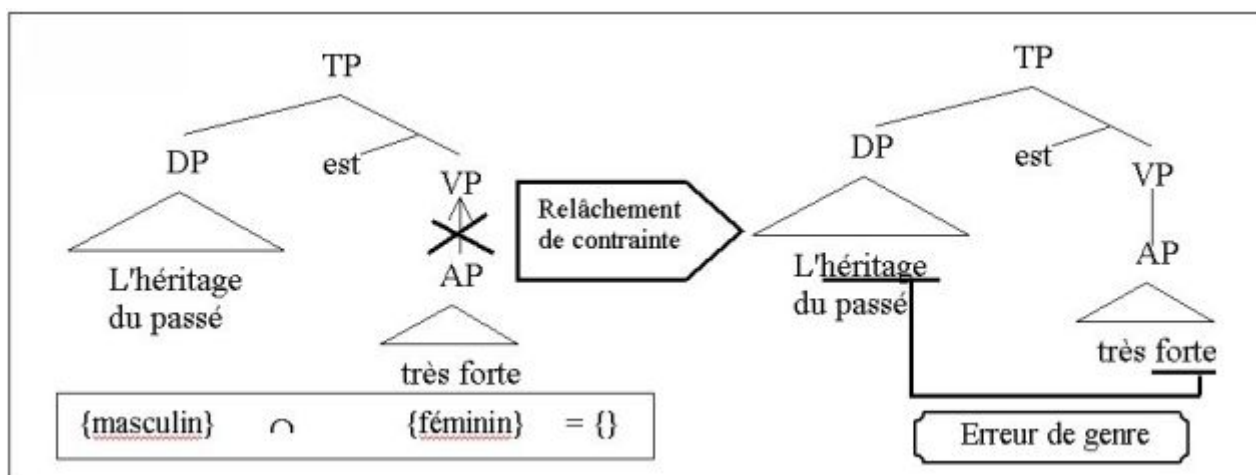 TP
DP
est
VP
AP
L'héritage
du passé
très forte
{masculin} ∩ {féminin} = {}
Relâchement
de contrainte
TP
DP
est
VP
AP
L'héritage
du passé
très forte
Erreur de genre